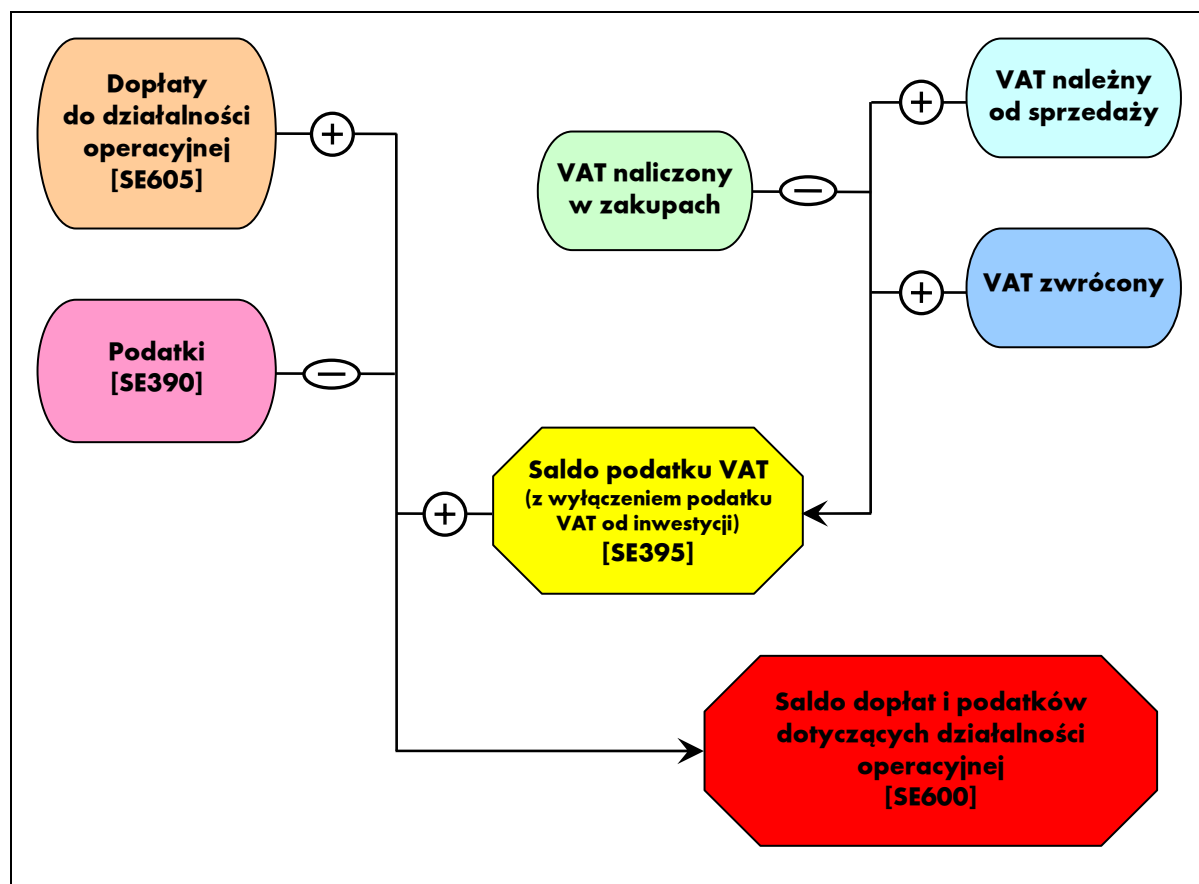 Dopłaty
do działalności
operacyjnej
[SE605]
+
VAT naliczony
w zakupach
−
+
VAT należny
od sprzedaży
+
VAT zwrócony
Podatki
[SE390]
−
+
Saldo podatku VAT
(z wyłączeniem podatku
VAT od inwestycji)
[SE395]
Saldo dopłat i podatków
dotyczących działalności
operacyjnej
[SE600]